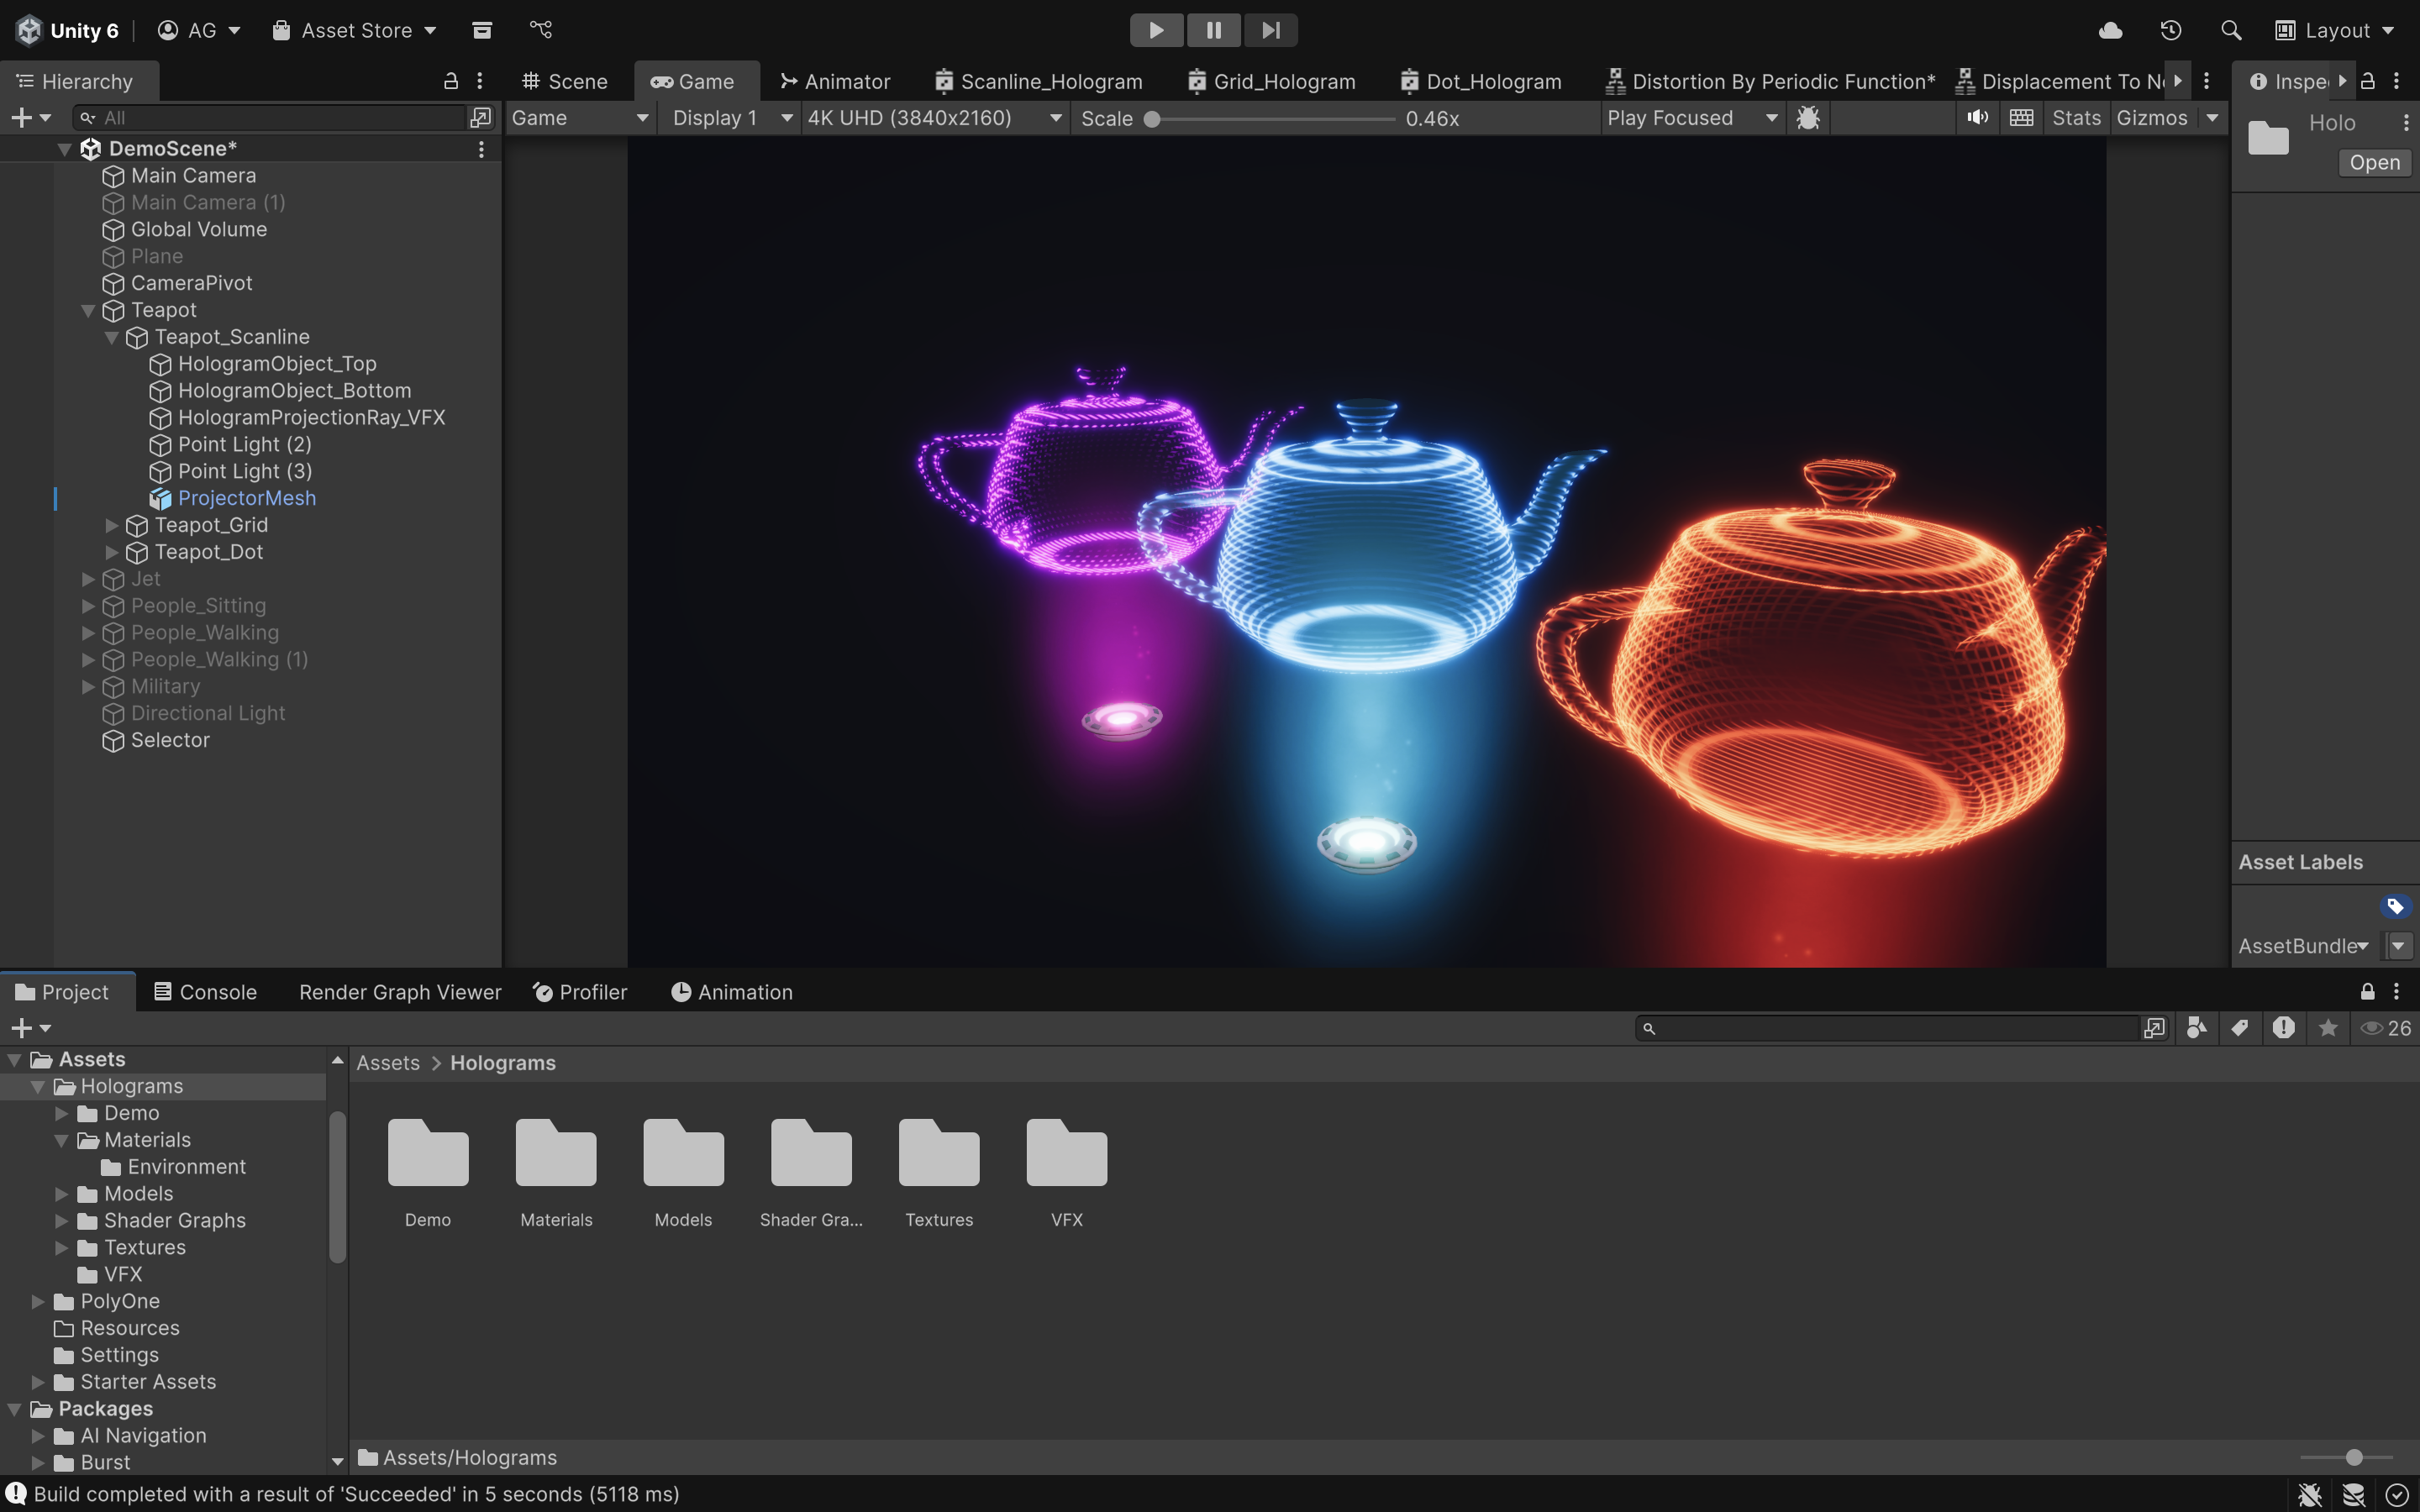 Unity 6
AG
Asset Store
Layout
Hierarchy
Scene
Game
Animator
Scanline_Hologram
Grid_Hologram
Dot_Hologram
Distortion By Periodic Function*
Displacement To
Inspe
All
Game
Display 1
4K UHD (3840x2160)
Scale
0.46x
Play Focused
Stats
Gizmos
Holo
Open
DemoScene*
Main Camera
Main Camera (1)
Global Volume
Plane
CameraPivot
Teapot
Teapot_Scanline
HologramObject_Top
HologramObject_Bottom
HologramProjectionRay_VFX
Point Light (2)
Point Light (3)
ProjectorMesh
Teapot_Grid
Teapot_Dot
Jet
People_Sitting
People_Walking
People_Walking (1)
Military
Directional Light
Selector
Asset Labels
AssetBundle
Project
Console
Render Graph Viewer
Profiler
Animation
26
Assets
Holograms
Demo
Materials
Environment
Models
Shader Graphs
Textures
VFX
PolyOne
Resources
Settings
Starter Assets
Packages
AI Navigation
Burst
Assets > Holograms
Demo
Materials
Models
Shader Gra...
Textures
VFX
Assets/Holograms
Build completed with a result of 'Succeeded' in 5 seconds (5118 ms)